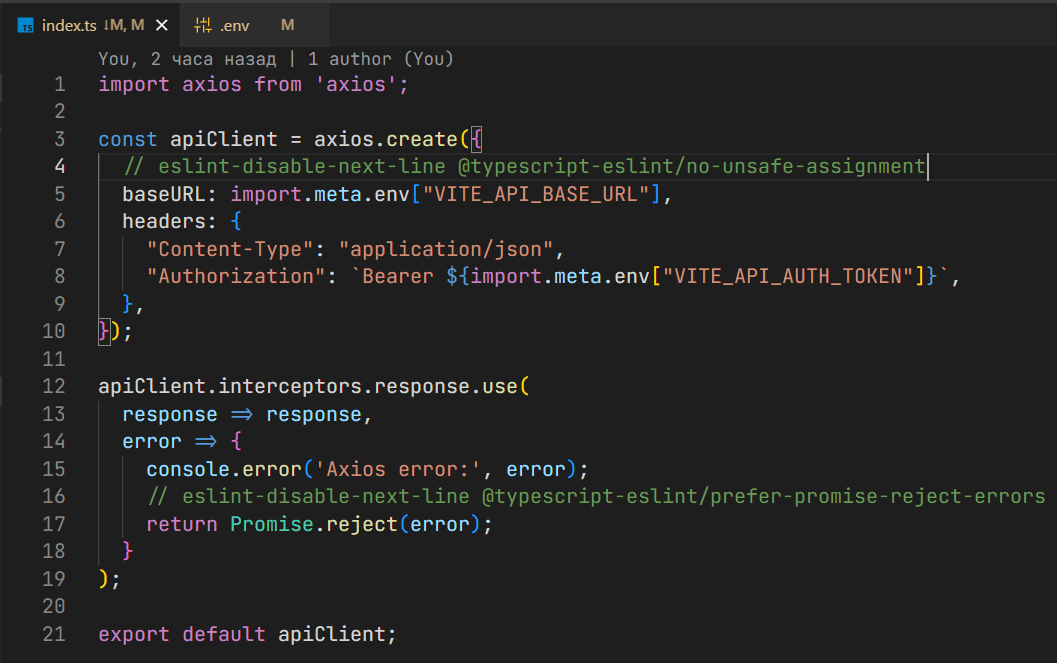 index.ts ↓M, M × .env M
You, 2 часа назад | 1 author (You)
1 import axios from 'axios';
2
3 const apiClient = axios.create({
4 // eslint-disable-next-line @typescript-eslint/no-unsafe-assignment
5 baseURL: import.meta.env["VITE_API_BASE_URL"],
6 headers: {
7 "Content-Type": "application/json",
8 "Authorization": `Bearer ${import.meta.env["VITE_API_AUTH_TOKEN"]}`,
9 },
10 });
11
12 apiClient.interceptors.response.use(
13 response => response,
14 error => {
15 console.error('Axios error:', error);
16 // eslint-disable-next-line @typescript-eslint/prefer-promise-reject-errors
17 return Promise.reject(error);
18 }
19 );
20
21 export default apiClient;